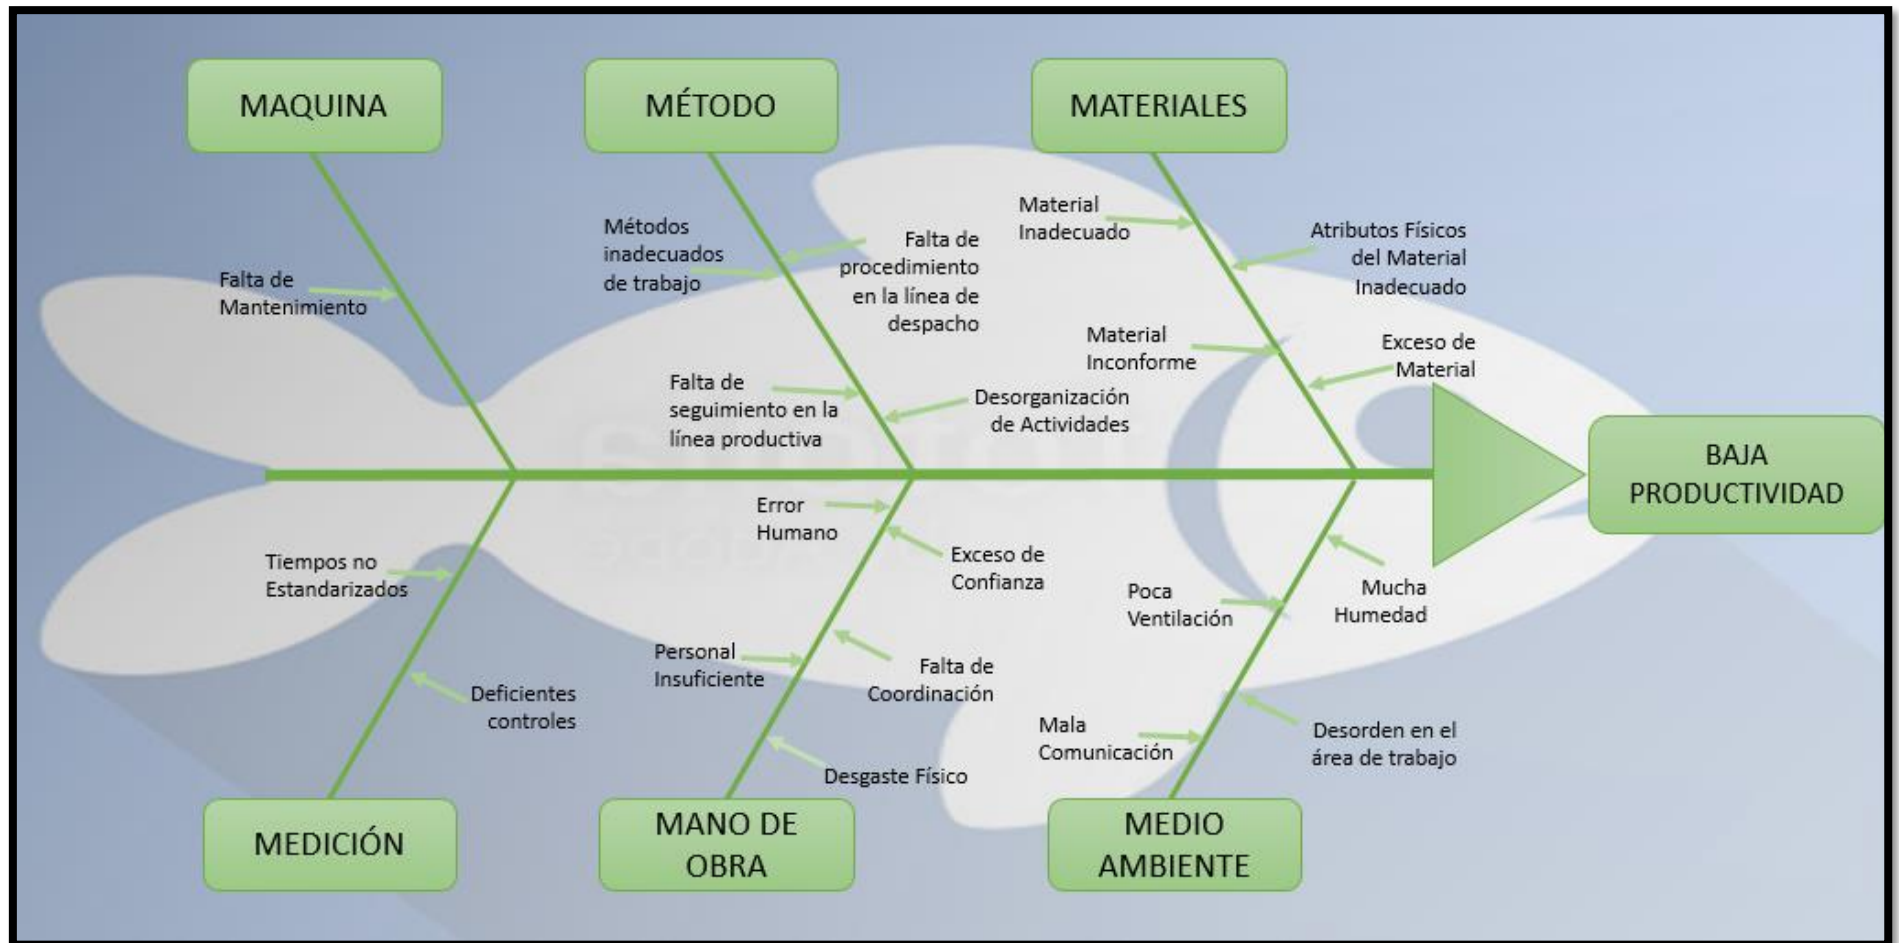 MAQUINA
MÉTODO
MATERIALES
Falta de
Mantenimiento
Métodos
inadecuados
de trabajo
Falta de
procedimiento
en la línea de
despacho
Falta de
seguimiento en la
línea productiva
Desorganización
de Actividades
Material
Inadecuado
Atributos Físicos
del Material
Inadecuado
Material
Inconforme
Exceso de
Material
BAJA
PRODUCTIVIDAD
Tiempos no
Estandarizados
Deficientes
controles
Error
Humano
Exceso de
Confianza
Personal
Insuficiente
Falta de
Coordinación
Desgaste Físico
Poca
Ventilación
Mucha
Humedad
Mala
Comunicación
Desorden en el
área de trabajo
MEDICIÓN
MANO DE
OBRA
MEDIO
AMBIENTE